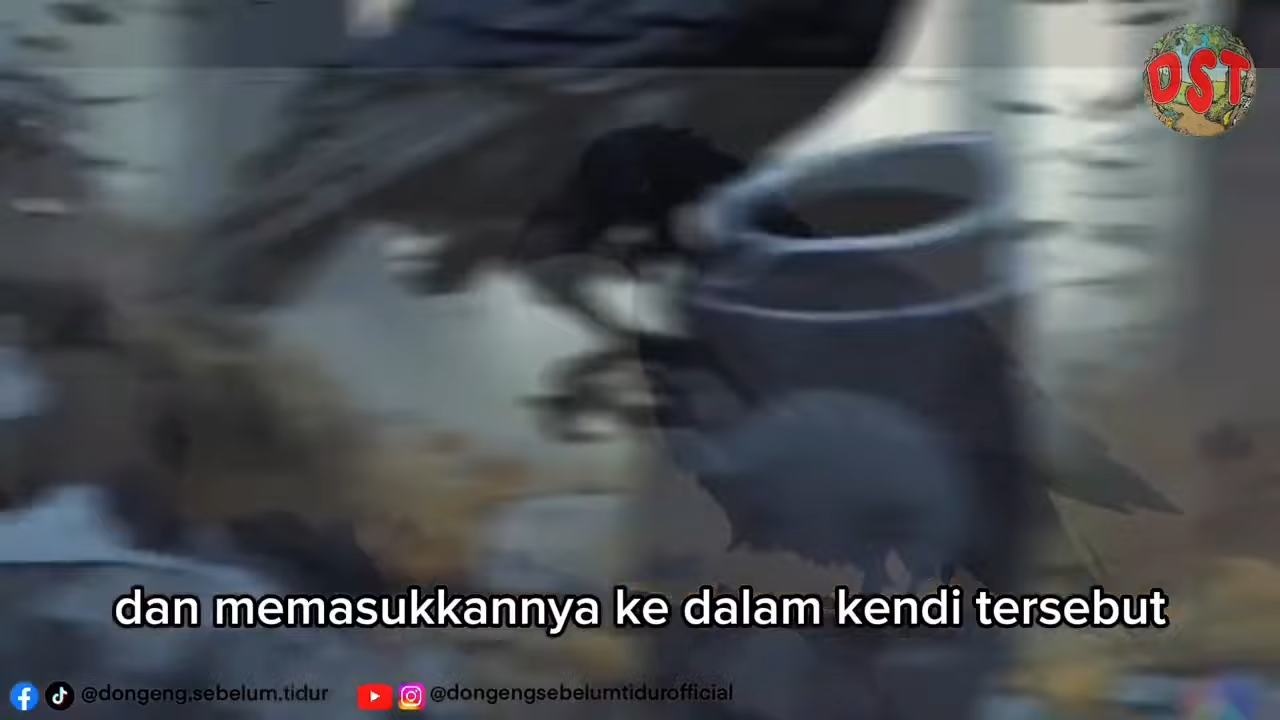 DST
dan memasukkannya ke dalam kendi tersebut
@dongeng.sebelum.tidur @dongengsebelumtidurofficial